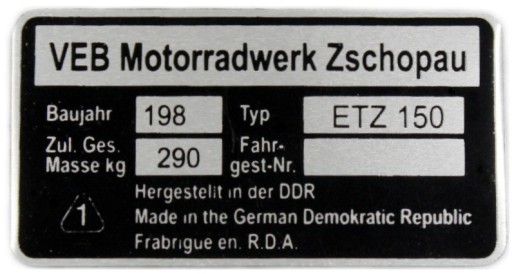 VEB Motorradwerk Zschopau
Baujahr 198 Typ ETZ 150
Zul. Ges. Masse kg 290 Fahr- gest-Nr.
Hergestellt in der DDR
1 Made in the German Demokratic Republic
Frabrigue en. R.D.A.